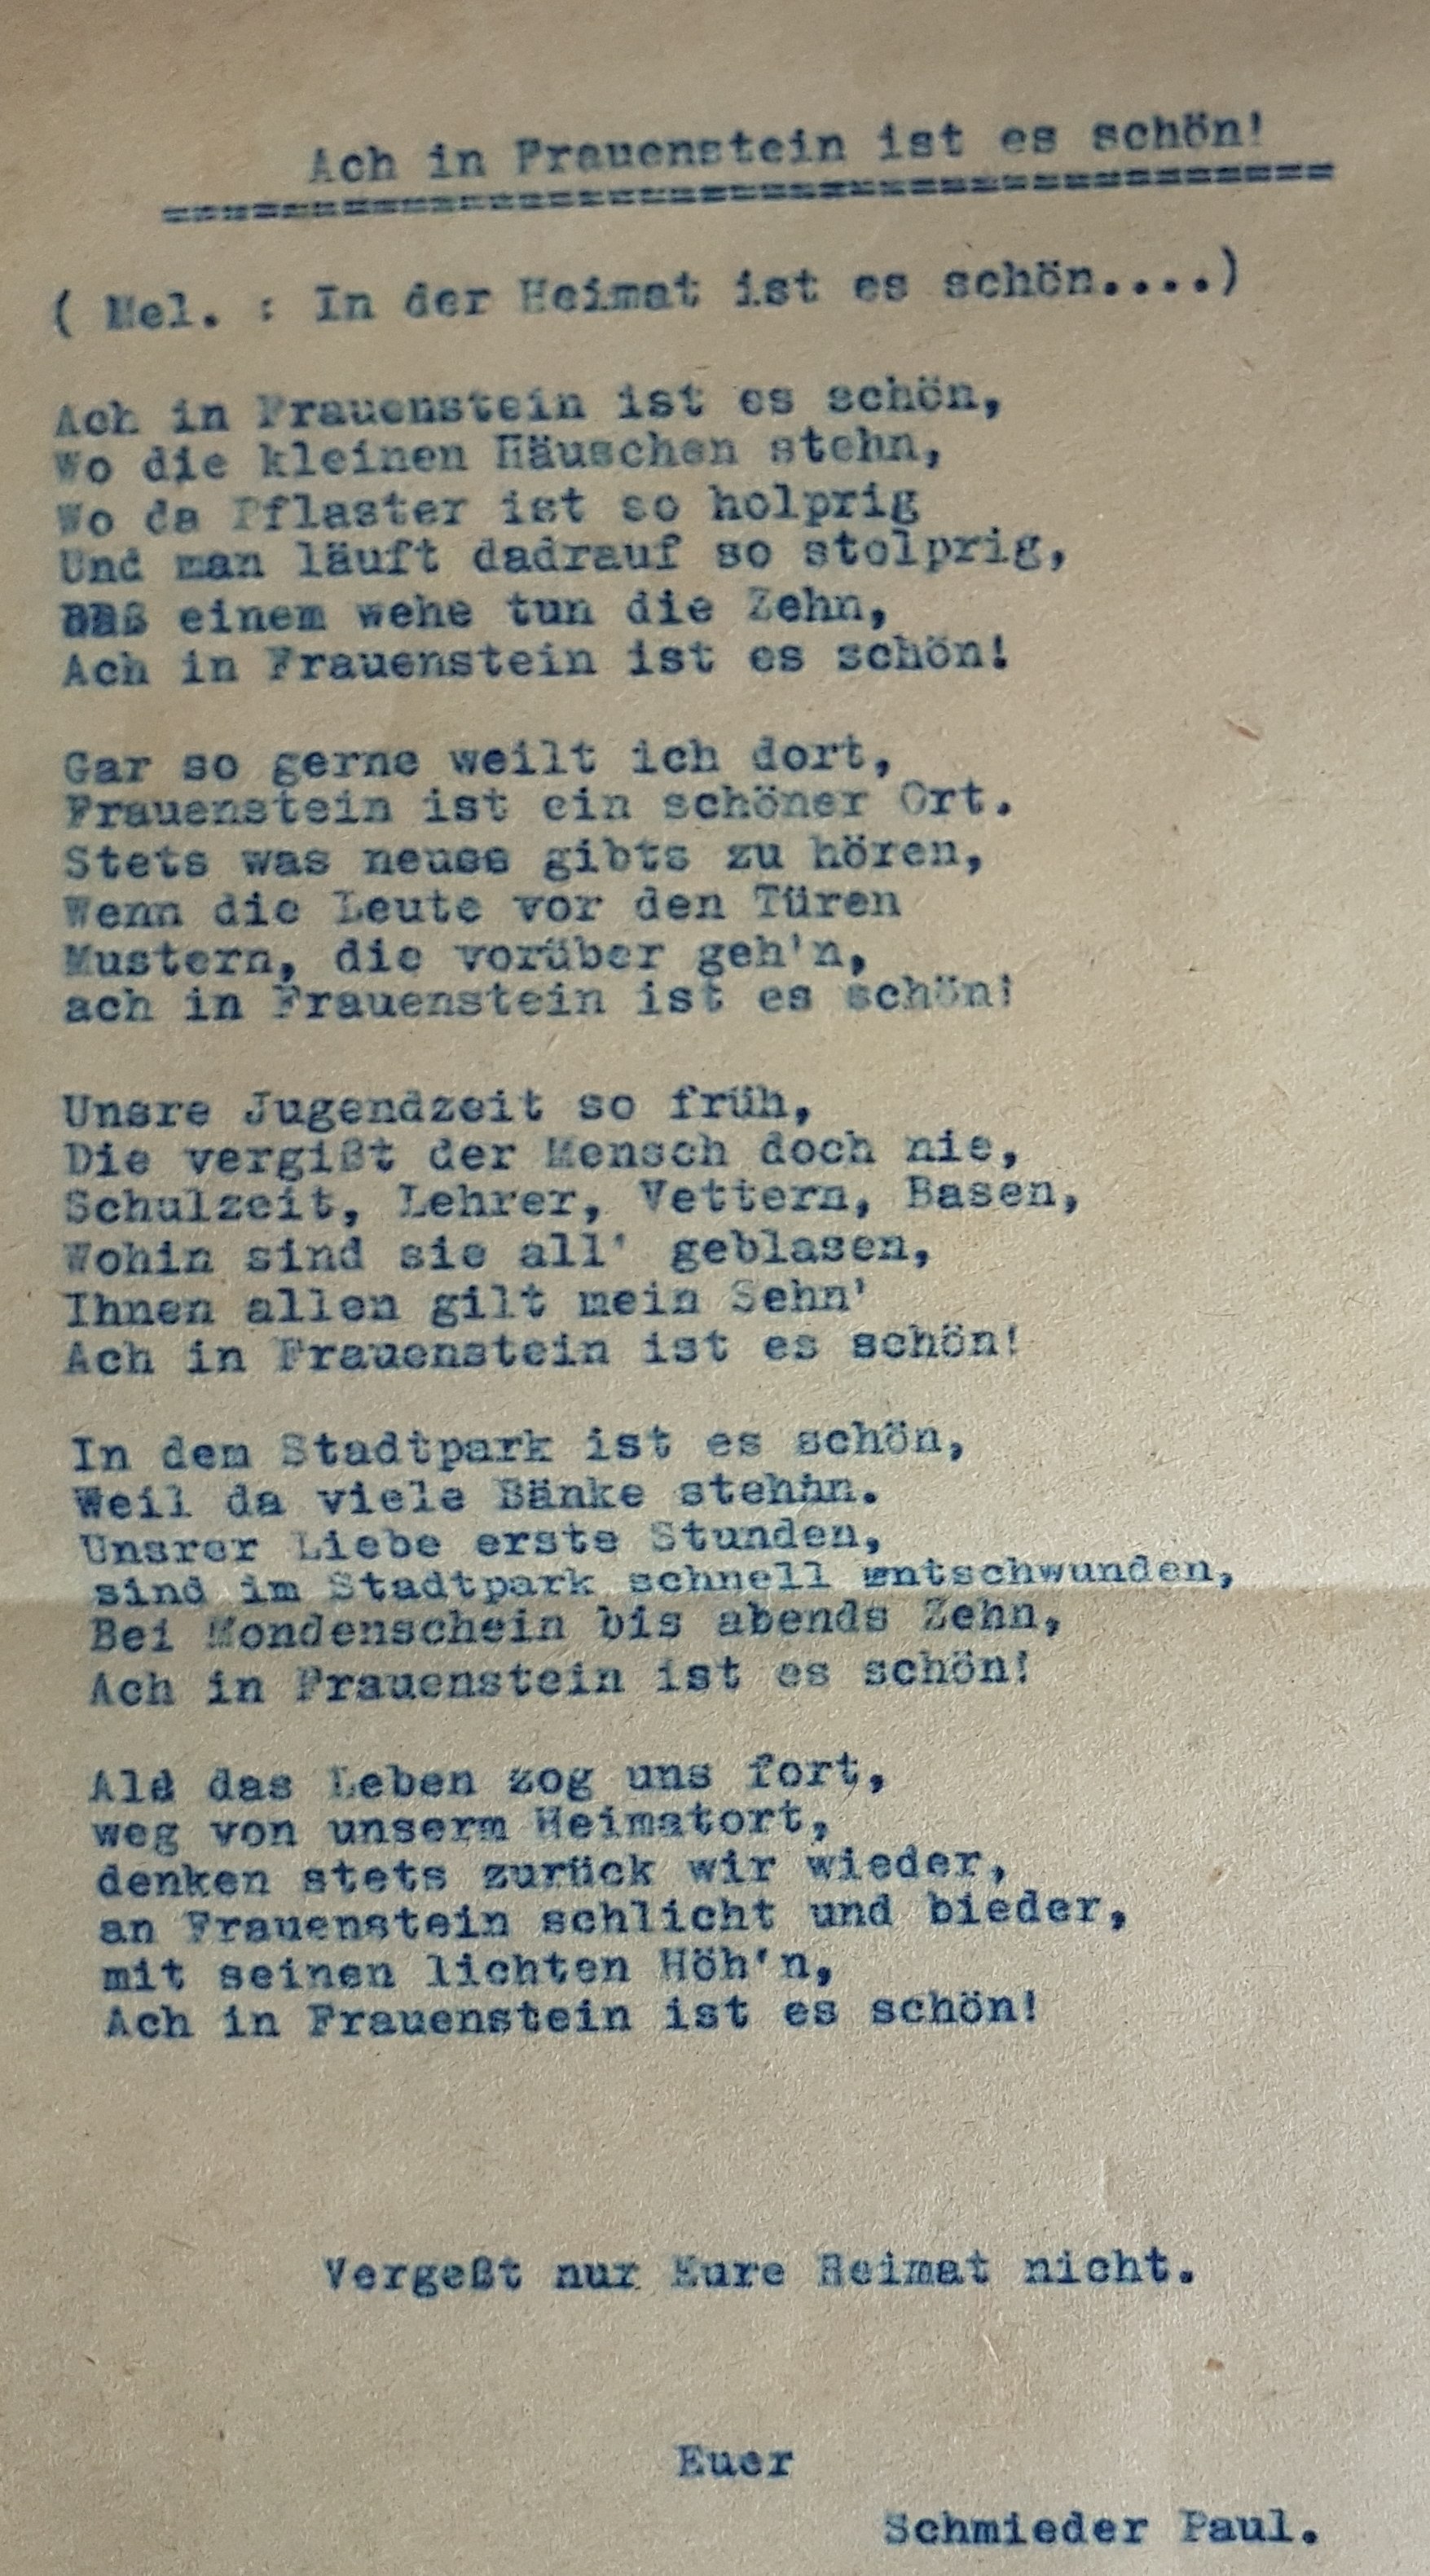 Ach in Frauenstein ist es schön!
==============================
( Mel. : In der Heimat ist es schön....)
Ach in Frauenstein ist es schön,
Wo die kleinen Häuschen stehn,
Wo da Pflaster ist so holprig
Und man läuft dadrauf so stolprig,
Daß einem wehe tun die Zehn,
Ach in Frauenstein ist es schön!
Gar so gerne weilt ich dort,
Frauenstein ist ein schöner Ort.
Stets was neues gibts zu hören,
Wenn die Leute vor den Türen
Mustern, die vorüber geh'n,
ach in Frauenstein ist es schön!
Unsre Jugendzeit so früh,
Die vergißt der Mensch doch nie,
Schulzeit, Lehrer, Vettern, Basen,
Wohin sind sie all' geblasen,
Ihnen allen gilt mein Sehn'
Ach in Frauenstein ist es schön!
In dem Stadtpark ist es schön,
Weil da viele Bänke stehn.
Unsrer Liebe erste Stunden,
sind im Stadtpark schnell entschwunden,
Bei Mondenschein bis abends Zehn,
Ach in Frauenstein ist es schön!
Als das Leben zog uns fort,
weg von unserm Heimatort,
denken stets zurück wir wieder,
an Frauenstein schlicht und bieder,
mit seinen lichten Höh'n,
Ach in Frauenstein ist es schön!
Vergeßt nur Eure Heimat nicht.
Euer
Schmieder Paul.